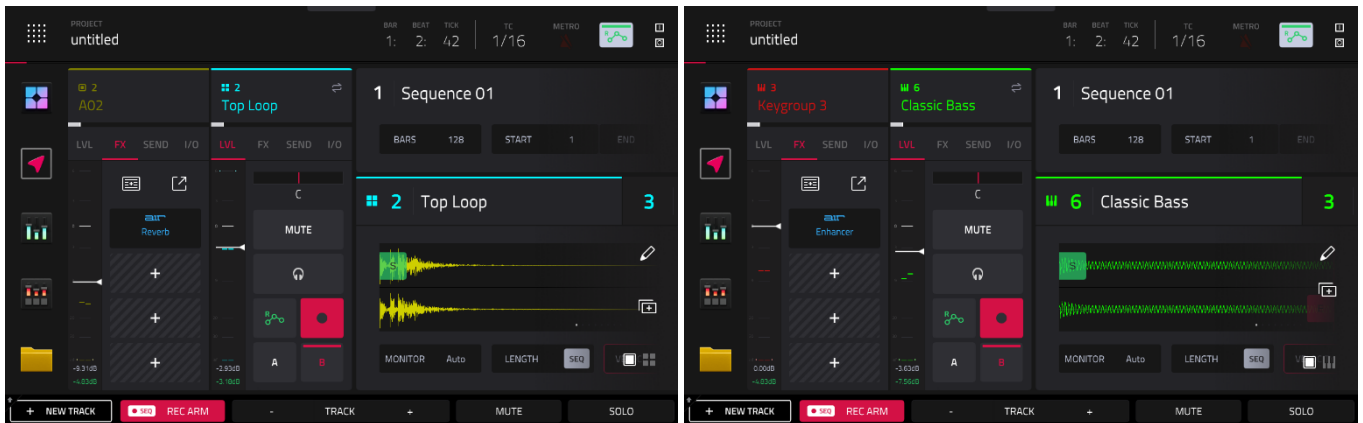 PROJECT
untitled
BAR BEAT TICK TC METRO
1: 2: 42 1/16 2
2
A02
2
Top Loop
1 Sequence 01
BARS 128 START 1 END
LVL FX SEND I/O LVL FX SEND I/O
C
2 Top Loop 3
air
Reverb
MUTE
S
+
+
R
+
A B
MONITOR Auto LENGTH SEQ
-9.31dB
-4.83dB
-2.93dB
-3.18dB
+ NEW TRACK SEQ REC ARM - TRACK + MUTE SOLO
PROJECT
untitled
BAR BEAT TICK TC METRO
1: 2: 42 1/16 2
3
Keygroup 3
6
Classic Bass
1 Sequence 01
BARS 128 START 1 END
LVL FX SEND I/O LVL FX SEND I/O
C
6 Classic Bass 3
air
Enhancer
MUTE
S
+
+
R
+
A B
MONITOR Auto LENGTH SEQ
0.00dB
-4.83dB
-3.63dB
-7.56dB
+ NEW TRACK SEQ REC ARM - TRACK + MUTE SOLO